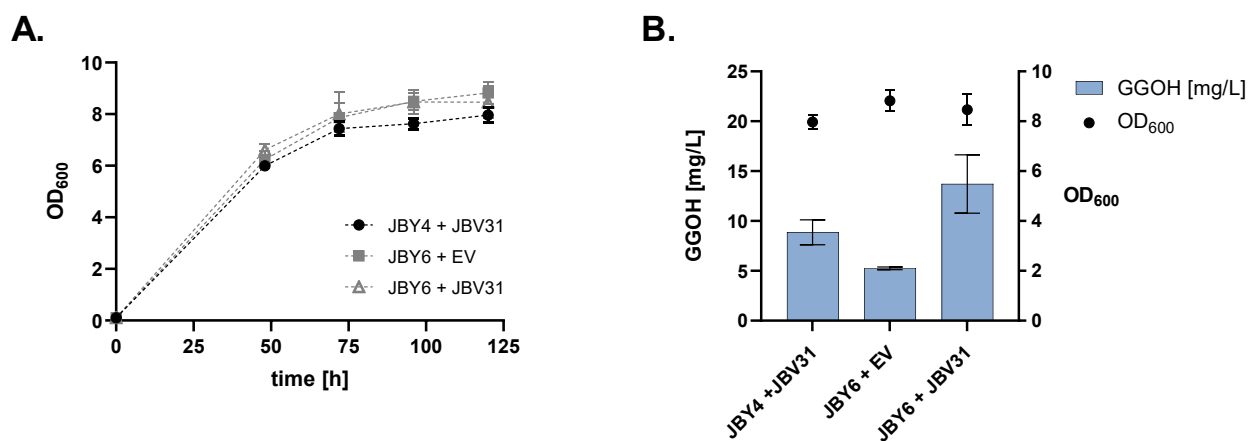 A.
10
8
6
4
2
0
OD600
0
25
50
75
100
125
time [h]
JBY4 + JBV31
JBY6 + EV
JBY6 + JBV31
B.
25
20
15
10
5
0
GGOH [mg/L]
10
8
6
4
2
0
OD600
JBY4 +JBV31
JBY6 + EV
JBY6 + JBV31
GGOH [mg/L]
OD600